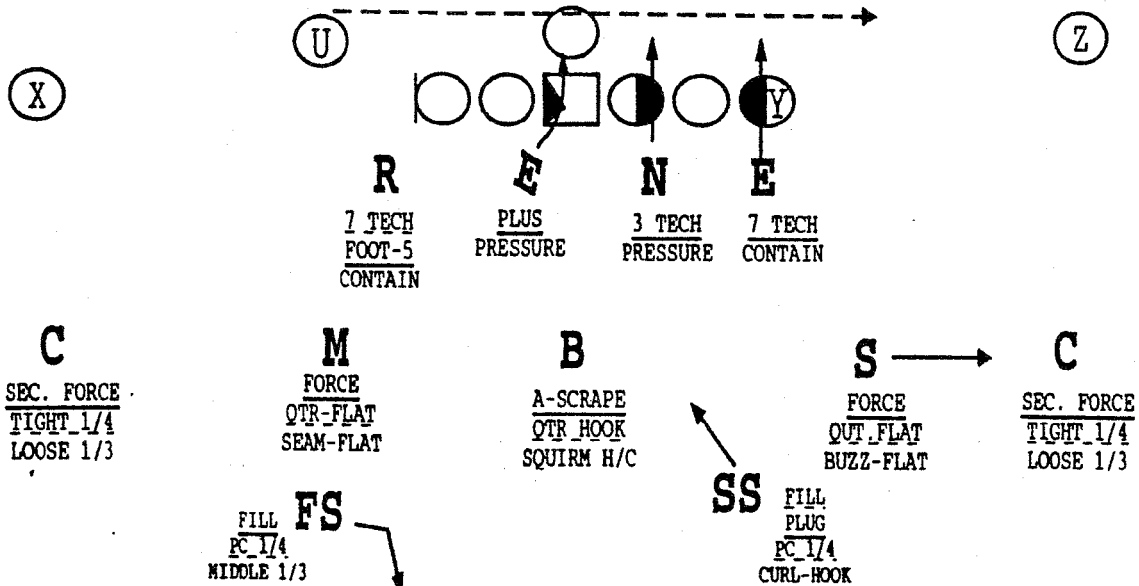 U
Z
X
Y
R
E
N
E
7 TECH
FOOT-5
CONTAIN
PLUS
PRESSURE
3 TECH
PRESSURE
7 TECH
CONTAIN
C
M
B
S
C
SEC. FORCE
TIGHT 1/4
LOOSE 1/3
FORCE
QTR-FLAT
SEAM-FLAT
A-SCRAPE
QTR HOOK
SQUIRM H/C
FORCE
QUT.FLAT
BUZZ-FLAT
SEC. FORCE
TIGHT 1/4
LOOSE 1/3
FS
FILL
PC 1/4
MIDDLE 1/3
SS
FILL
PLUG
PC 1/4
CURL-HOOK